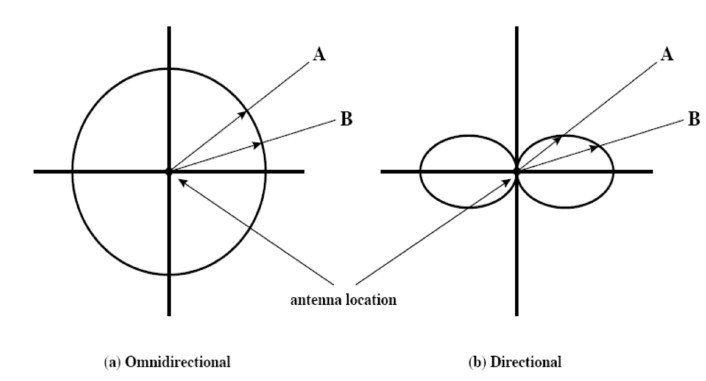 A
B
A
B
antenna location
(a) Omnidirectional
(b) Directional